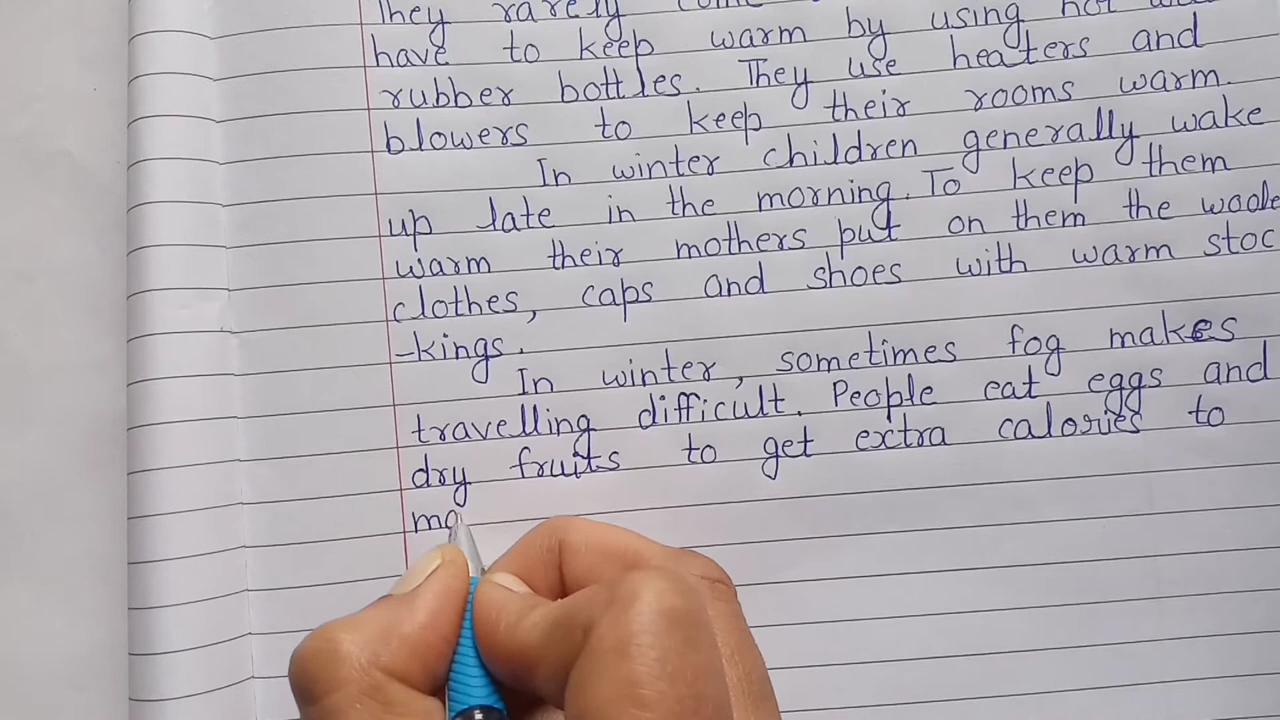 They rarely
have to keep warm by using hot
rubber bottles. They use heaters and
blowers to keep their rooms warm.
In winter children generally wake
up late in the morning. To keep them
warm their mothers put on them the woole
clothes, caps and shoes with warm stoc
-kings.
In winter, sometimes fog makes
travelling difficult. People eat eggs and
dry fruits to get extra calories to
ma